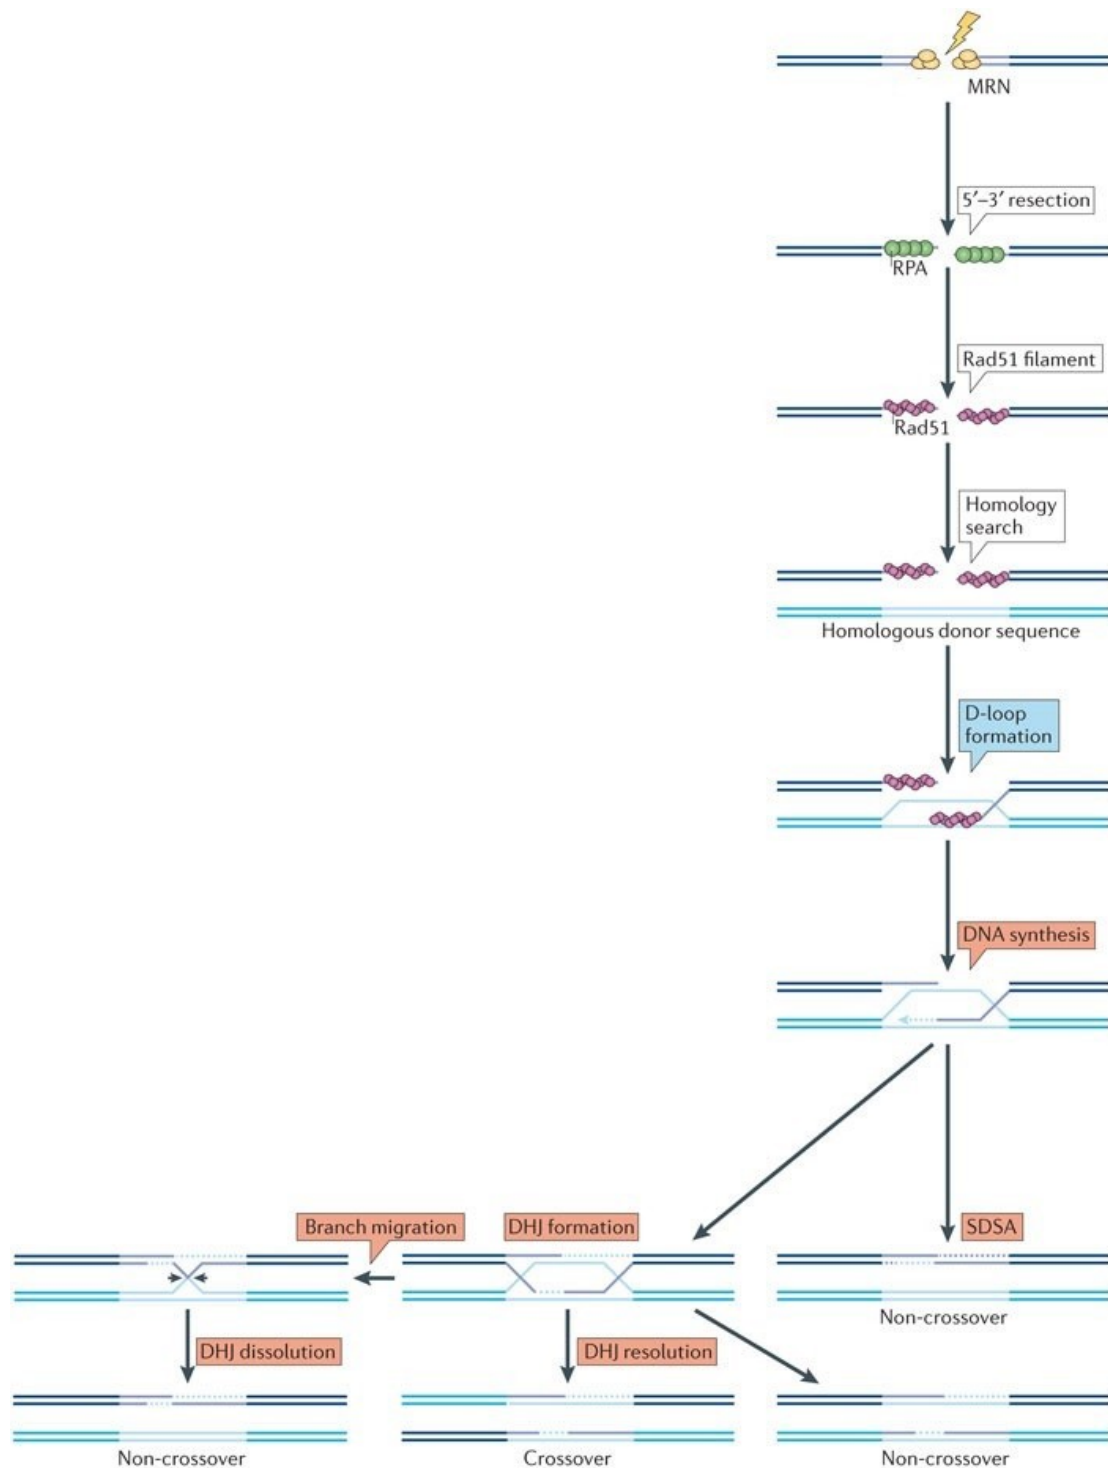 MRN
5′–3′ resection
RPA
Rad51 filament
Rad51
Homology
search
Homologous donor sequence
D-loop
formation
DNA synthesis
Branch migration
DHJ formation
SDSA
Non-crossover
DHJ dissolution
DHJ resolution
Non-crossover
Crossover
Non-crossover